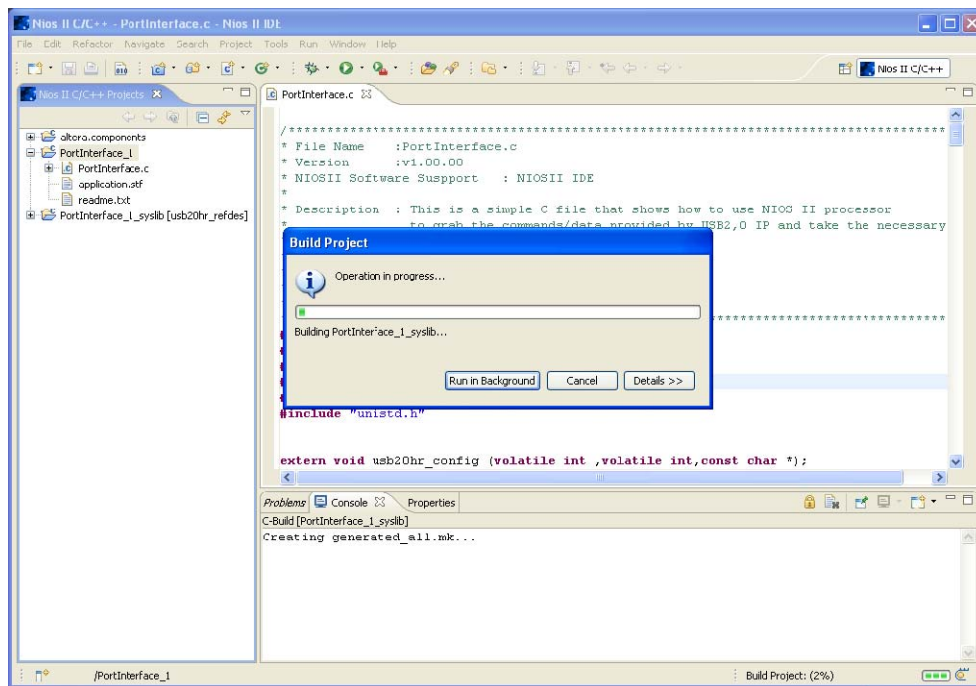 Nios II C/C++ - PortInterface.c - Nios II IDE
File Edit Refactor Navigate Search Project Tools Run Window Help
Nios II C/C++
Nios II C/C++ Projects
PortInterface.c
altera.components
PortInterface_1
PortInterface.c
application.stf
readme.txt
PortInterface_1_syslib [usb20hr_refdes]
/******************************************************************************
* File Name :PortInterface.c
* Version :v1.00.00
* NIOSII Software Suspport : NIOSII IDE
*
* Description : This is a simple C file that shows how to use NIOS II processor
* to grab the commands/data provided by USB2,0 IP and take the necessary
Build Project
Operation in progress...
Building PortInterface_1_syslib...
Run in Background Cancel Details >>
#include "unistd.h"
extern void usb20hr_config (volatile int ,volatile int,const char *);
Problems Console Properties
C-Build [PortInterface_1_syslib]
Creating generated_all.mk...
/PortInterface_1 Build Project: (2%)